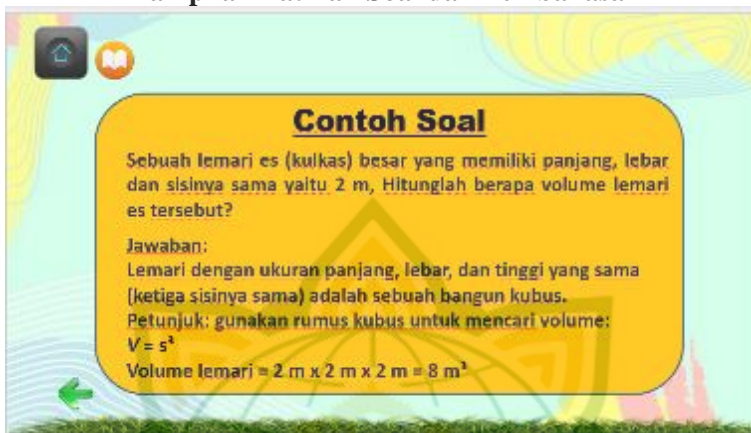 Contoh Soal
Sebuah lemari es (kulkas) besar yang memiliki panjang, lebar
dan sisinya sama yaitu 2 m, Hitunglah berapa volume lemari
es tersebut?
Jawaban:
Lemari dengan ukuran panjang, lebar, dan tinggi yang sama
(ketiga sisinya sama) adalah sebuah bangun kubus.
Petunjuk: gunakan rumus kubus untuk mencari volume:
V = s³
Volume lemari = 2 m x 2 m x 2 m = 8 m³